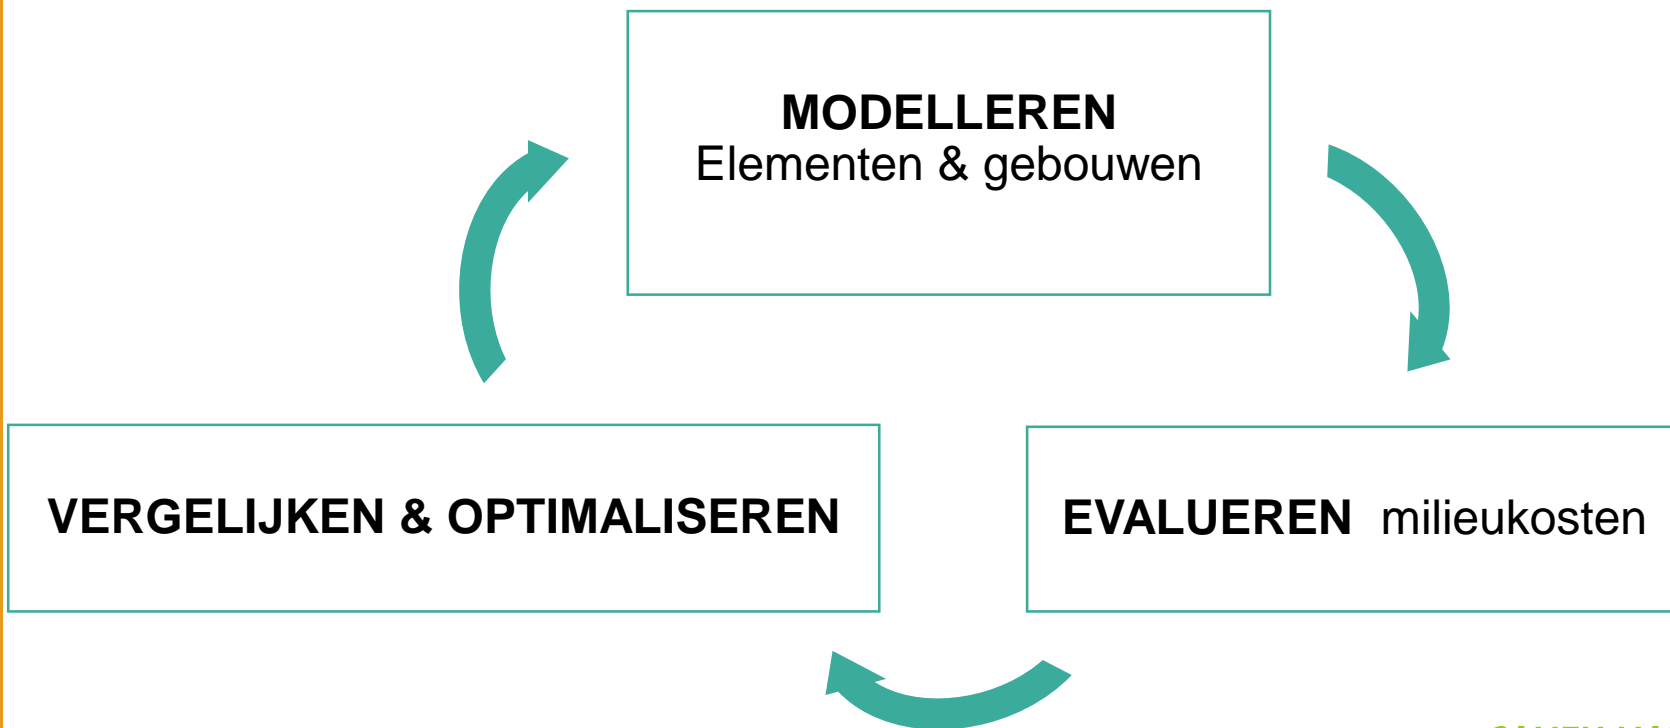 MODELLEREN
Elementen & gebouwen
VERGELIJKEN & OPTIMALISEREN
EVALUEREN milieukosten